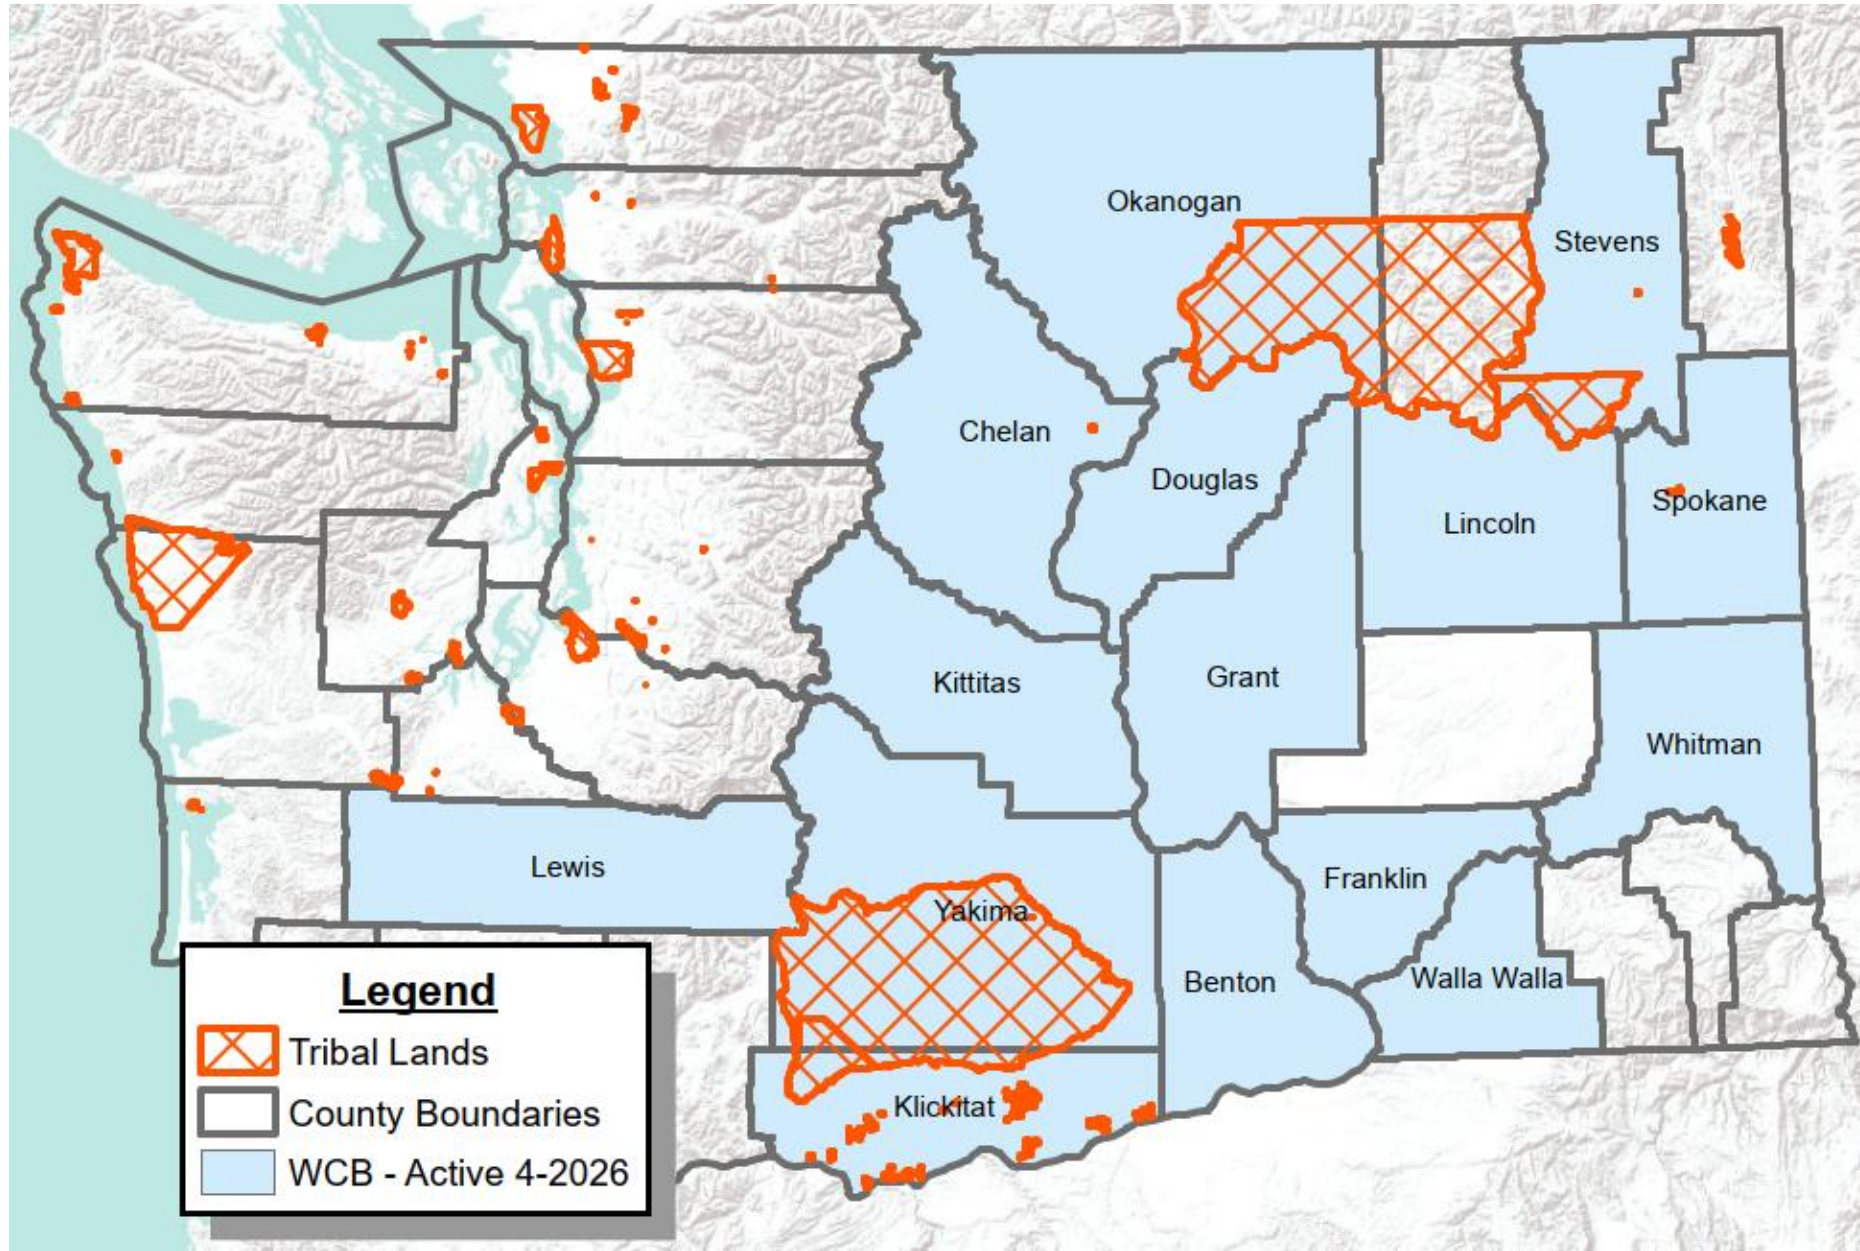 Okanogan
Stevens
Chelan
Douglas
Spokane
Lincoln
Kittitas
Grant
Whitman
Lewis
Franklin
Yakima
Benton
Walla Walla
Klickitat
Legend
Tribal Lands
County Boundaries
WCB - Active 4-2026